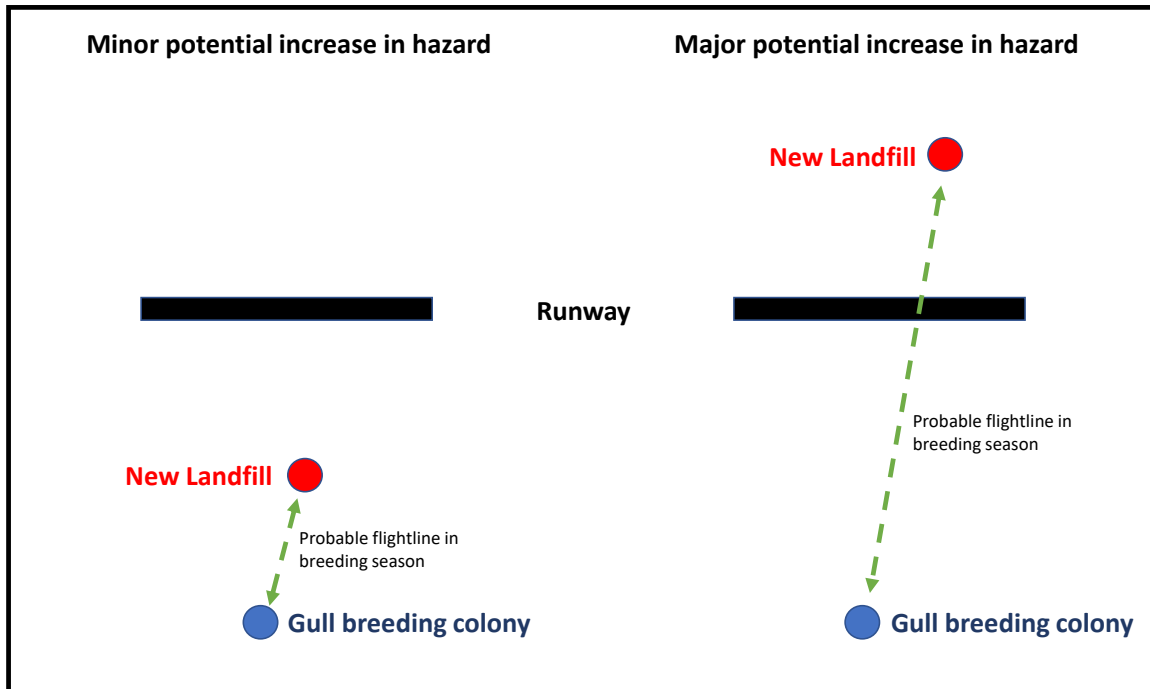 Minor potential increase in hazard
Major potential increase in hazard
New Landfill
Runway
Probable flightline in
breeding season
New Landfill
Probable flightline in
breeding season
Gull breeding colony
Gull breeding colony